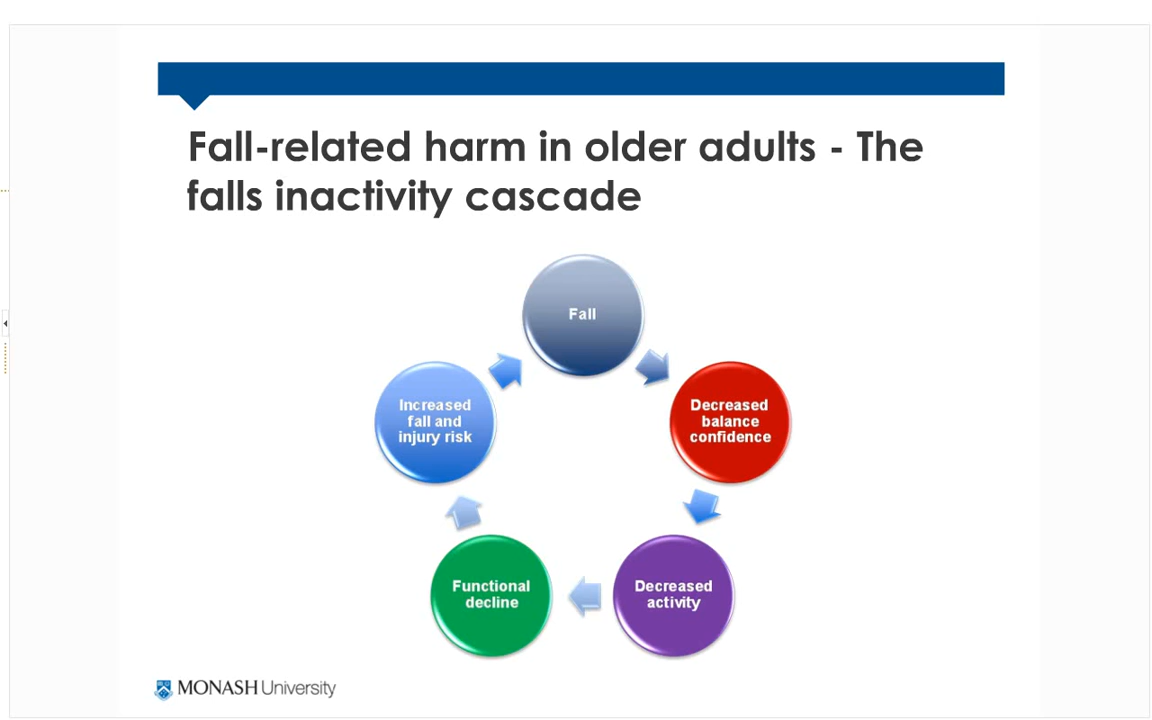 Fall-related harm in older adults - The
falls inactivity cascade
Fall
Decreased
balance
confidence
Decreased
activity
Functional
decline
Increased
fall and
injury risk
MONASH University